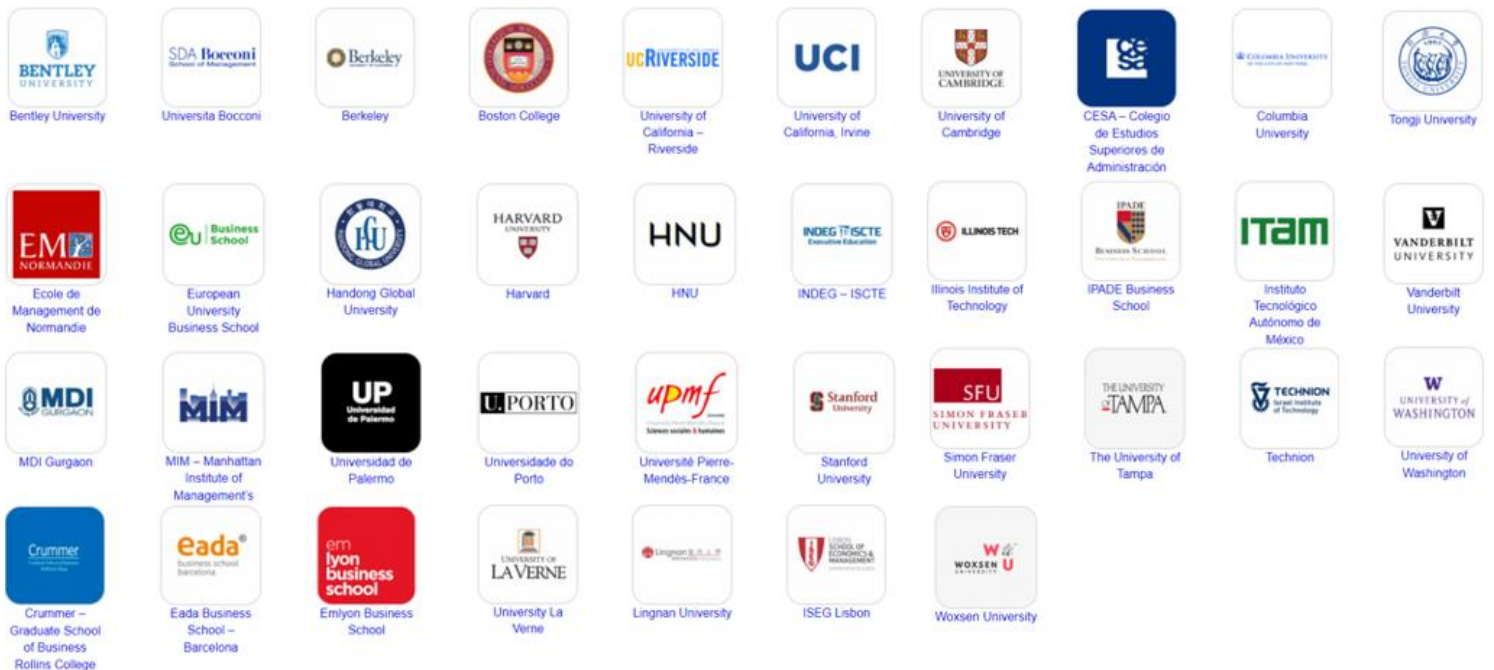 BENTLEY
UNIVERSITY
Bentley University
SDA Bocconi
School of Management
Universita Bocconi
Berkeley
Berkeley
Boston College
UCRIVERSIDE
University of
California –
Riverside
UCI
University of
California, Irvine
UNIVERSITY OF
CAMBRIDGE
University of
Cambridge
Cesa
CESA – Colegio
de Estudios
Superiores de
Administración
COLUMBIA UNIVERSITY
Columbia
University
Tongji University
EM
NORMANDIE
Ecole de
Management de
Normandie
eu Business
School
European
University
Business School
HANDONG GLOBAL UNIVERSITY
Handong Global
University
HARVARD
UNIVERSITY
Harvard
HNU
HNU
INDEG ISCTE
Executive Education
INDEG – ISCTE
ILLINOIS TECH
Illinois Institute of
Technology
IPADE
BUSINESS SCHOOL
IPADE Business
School
ITam
Instituto
Tecnológico
Autónomo de
México
V
VANDERBILT
UNIVERSITY
Vanderbilt
University
MDI
GURGAON
MDI Gurgaon
MIM
MIM – Manhattan
Institute of
Management's
UP
Universidad
de Palermo
Universidad de
Palermo
U. PORTO
Universidade do
Porto
upmf
Sciences sociales & humaines
Université Pierre-
Mendès-France
Stanford
University
Stanford
University
SFU
SIMON FRASER
UNIVERSITY
Simon Fraser
University
THE UNIVERSITY
of TAMPA
The University of
Tampa
TECHNION
Israel Institute
of Technology
Technion
W
UNIVERSITY of
WASHINGTON
University of
Washington
Crummer
Crummer –
Graduate School
of Business
Rollins College
eada®
business school
barcelona
Eada Business
School –
Barcelona
em
lyon
business
school
Emlyon Business
School
UNIVERSITY OF
LA VERNE
University La
Verne
Lingnan
Lingnan University
ISEG
LISBON
SCHOOL OF
ECONOMICS &
MANAGEMENT
ISEG Lisbon
WOXSEN U
UNIVERSITY
Woxsen University